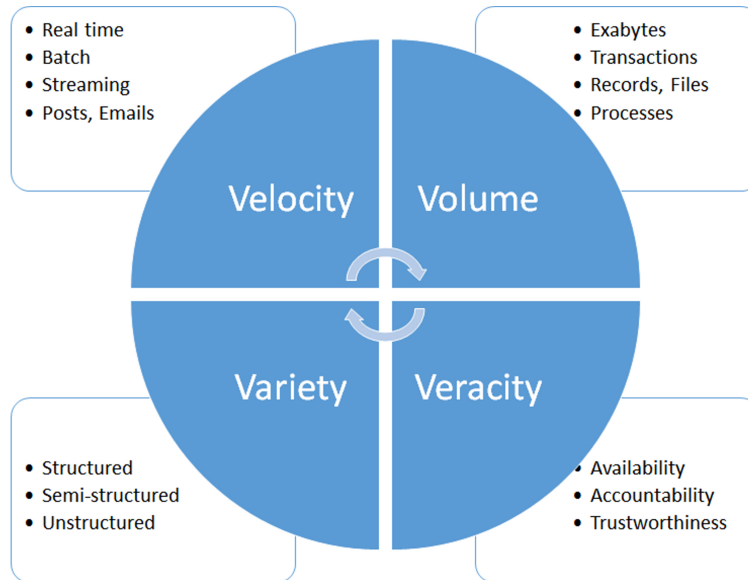 • Real time
• Batch
• Streaming
• Posts, Emails
• Exabytes
• Transactions
• Records, Files
• Processes
Velocity
Volume
Variety
Veracity
• Structured
• Semi-structured
• Unstructured
• Availability
• Accountability
• Trustworthiness